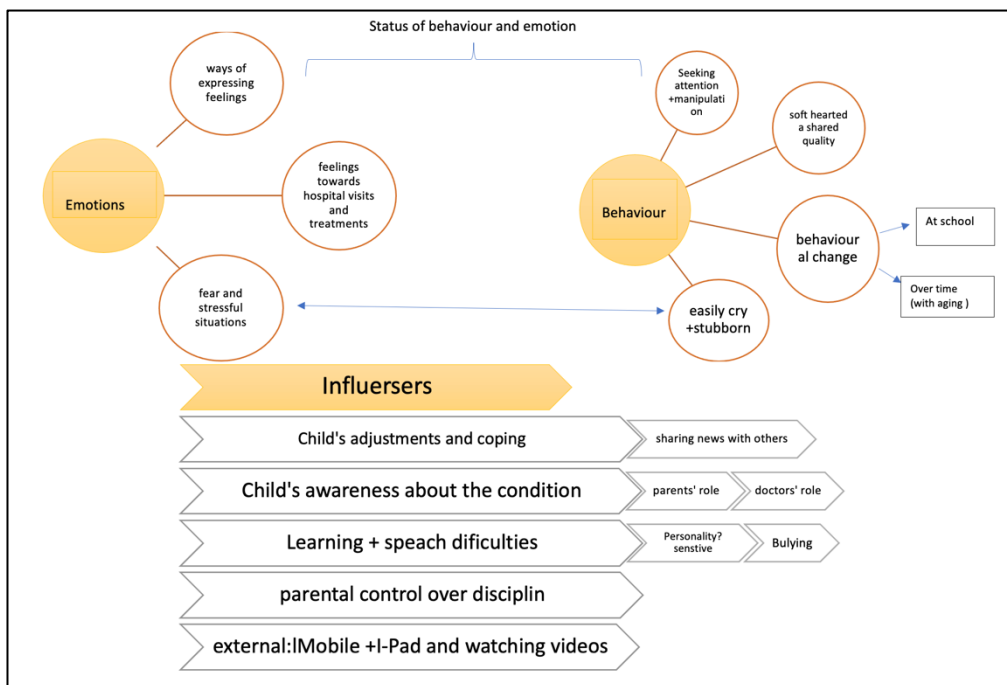 Status of behaviour and emotion
ways of
expressing
feelings
Emotions
feelings
towards
hospital visits
and
treatments
fear and
stressful
situations
Seeking
attention
+manipulati
on
soft hearted
a shared
quality
Behaviour
behaviour
al change
At school
Over time
(with aging )
easily cry
+stubborn
Influersers
Child's adjustments and coping
sharing news with others
Child's awareness about the condition
parents' role
doctors' role
Learning + speach dificulties
Personality?
senstive
Bulying
parental control over disciplin
external:lMobile +I-Pad and watching videos